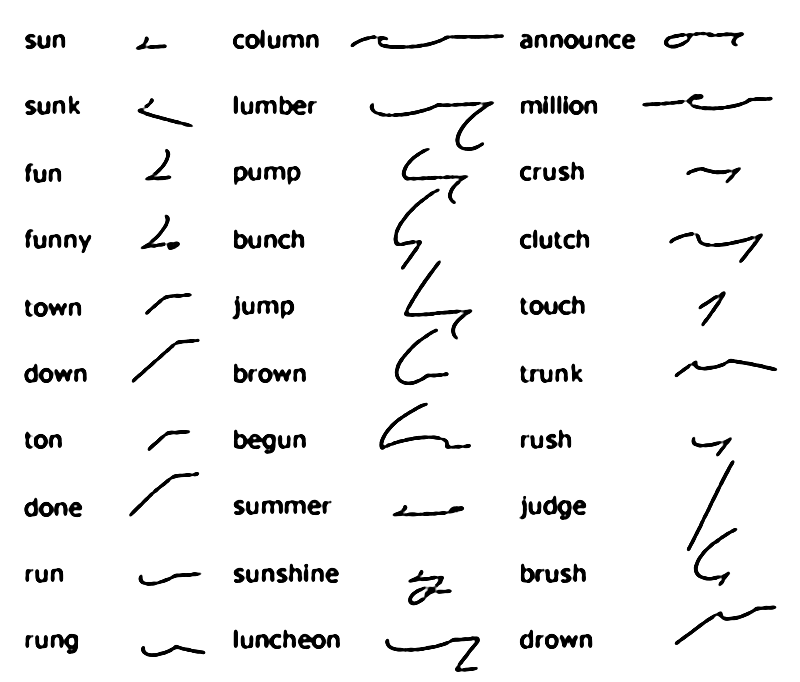 sun column announce
sunk lumber million
fun pump crush
funny bunch clutch
town jump touch
down brown trunk
ton begun rush
done summer judge
run sunshine brush
rung luncheon drown